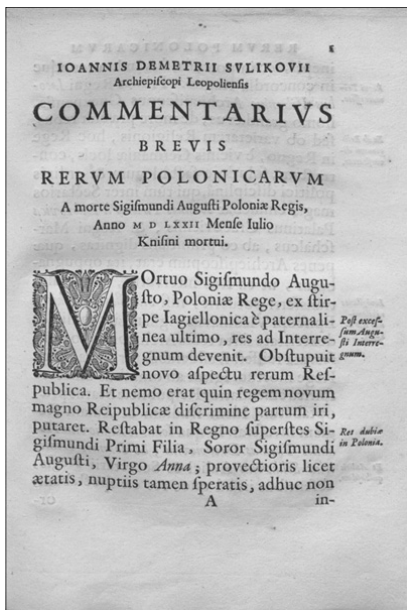 1
IOANNIS DEMETRII SVLIKOVII
Archiepiſcopi Leopolienſis
COMMENTARIVS
BREVIS
RERVM POLONICARVM
A morte Sigiſmundi Auguſti Poloniæ Regis,
Anno M D LXXII Menſe Iulio
Kniſini mortui.
MOrtuo Sigiſmundo Augu-
ſto, Poloniæ Rege, ex ſtir-
pe Iagiellonica è paterna li-
nea ultimo, res ad Interre-
gnum devenit. Obſtupuit
novo aſpectu rerum Reſ-
publica. Et nemo erat quin regem novum
magno Reipublicæ diſcrimine partum iri,
putaret. Reſtabat in Regno ſuperſtes Si-
giſmundi Primi Filia, Soror Sigiſmundi
Auguſti, Virgo Anna; provectioris licet
ætatis, nuptiis tamen ſperatis, adhuc non
A
in-
Poſt exceſ-
ſum Augu-
ſti Interre-
gnum.
Res dubiæ
in Polonia.